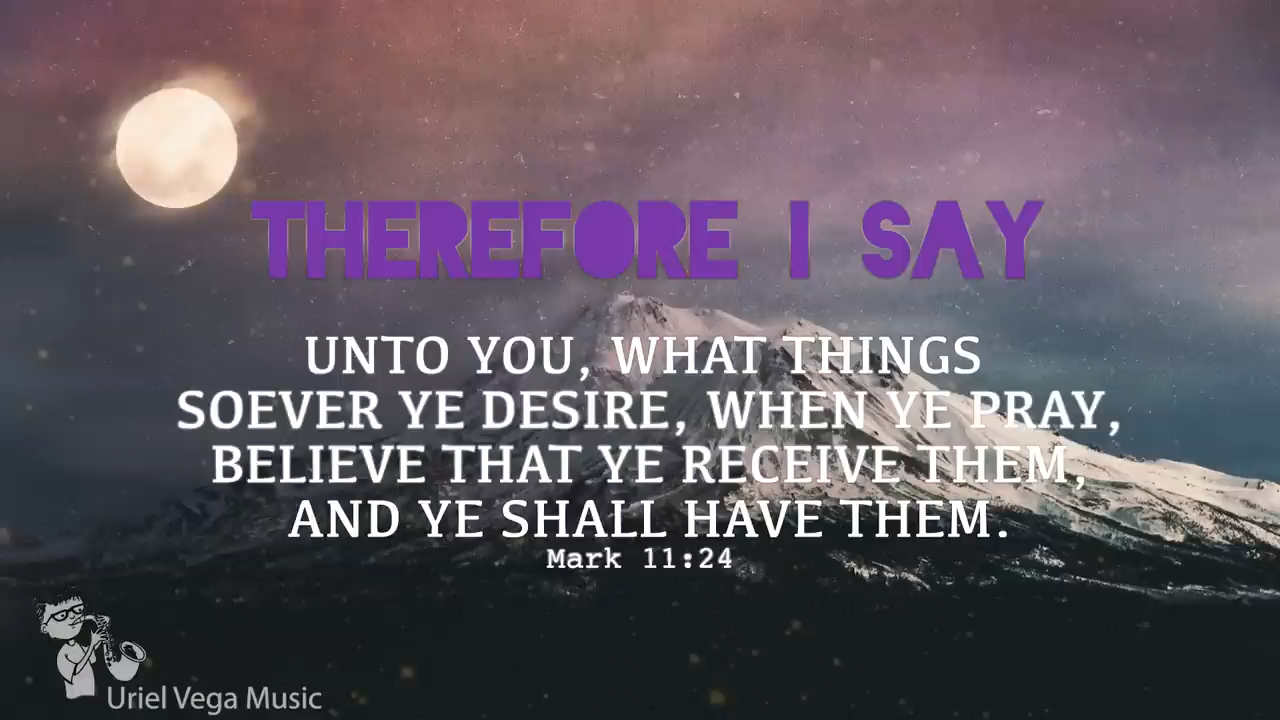 THEREFORE I SAY
UNTO YOU, WHAT THINGS
SOEVER YE DESIRE, WHEN YE PRAY,
BELIEVE THAT YE RECEIVE THEM,
AND YE SHALL HAVE THEM.
Mark 11:24
Uriel Vega Music